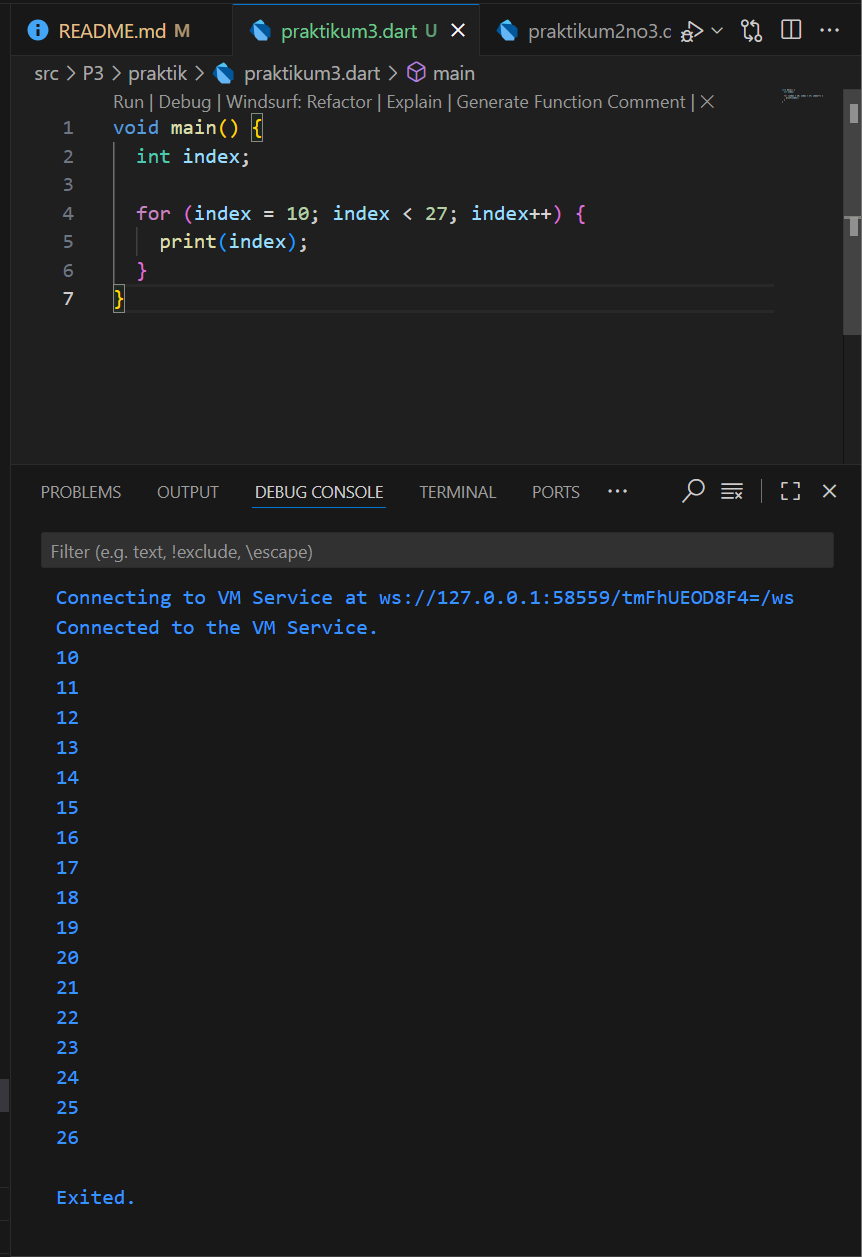 README.md M praktikum3.dart U praktikum2no3.c
src > P3 > praktik > praktikum3.dart > main
Run | Debug | Windsurf: Refactor | Explain | Generate Function Comment | ×
1 void main() {
2 int index;
3
4 for (index = 10; index < 27; index++) {
5 print(index);
6 }
7 }
PROBLEMS OUTPUT DEBUG CONSOLE TERMINAL PORTS ···
Filter (e.g. text, !exclude, \escape)
Connecting to VM Service at ws://127.0.0.1:58559/tmFhUEOD8F4=/ws
Connected to the VM Service.
10
11
12
13
14
15
16
17
18
19
20
21
22
23
24
25
26
Exited.